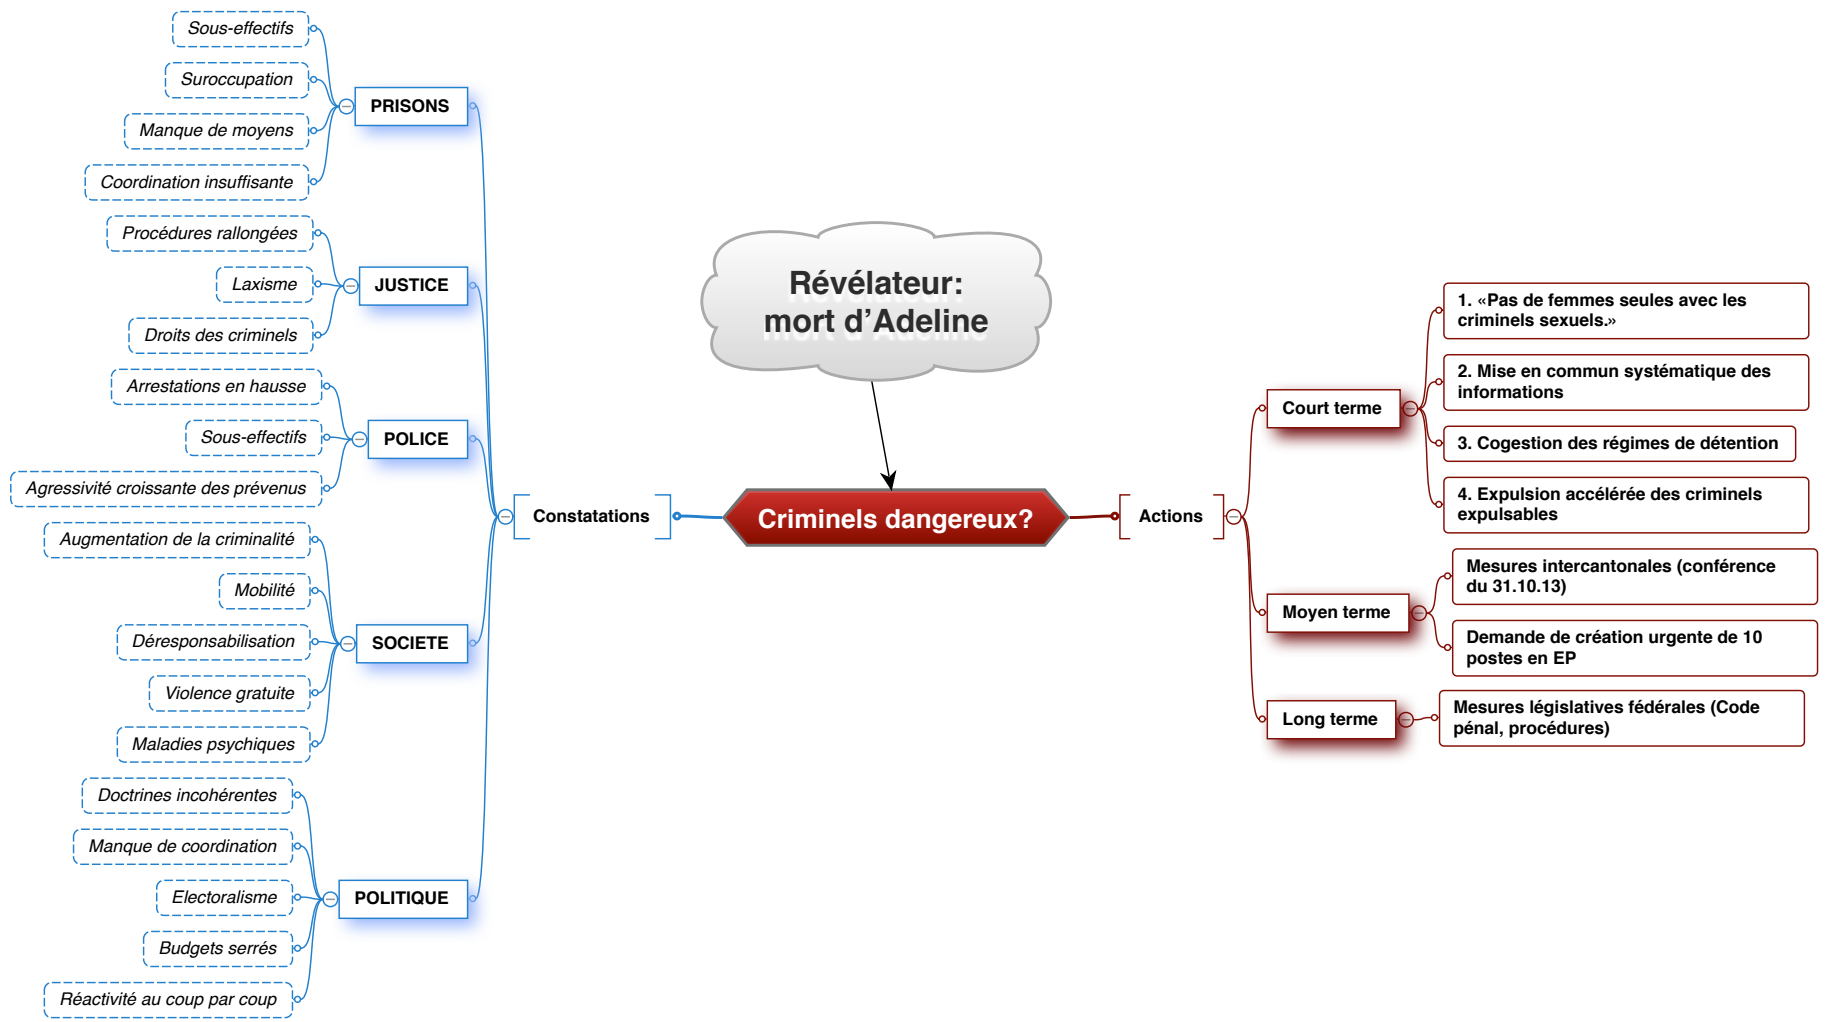 Sous-effectifs
Suroccupation
Manque de moyens
Coordination insuffisante
PRISONS
Procédures rallongées
Laxisme
Droits des criminels
JUSTICE
Arrestations en hausse
Sous-effectifs
Agressivité croissante des prévenus
POLICE
Augmentation de la criminalité
Mobilité
Déresponsabilisation
Violence gratuite
Maladies psychiques
SOCIETE
Doctrines incohérentes
Manque de coordination
Electoralisme
Budgets serrés
Réactivité au coup par coup
POLITIQUE
Constatations
Révélateur:
mort d’Adeline
Criminels dangereux?
Actions
Court terme
1. «Pas de femmes seules avec les
criminels sexuels.»
2. Mise en commun systématique des
informations
3. Cogestion des régimes de détention
4. Expulsion accélérée des criminels
expulsables
Moyen terme
Mesures intercantonales (conférence
du 31.10.13)
Demande de création urgente de 10
postes en EP
Long terme
Mesures législatives fédérales (Code
pénal, procédures)